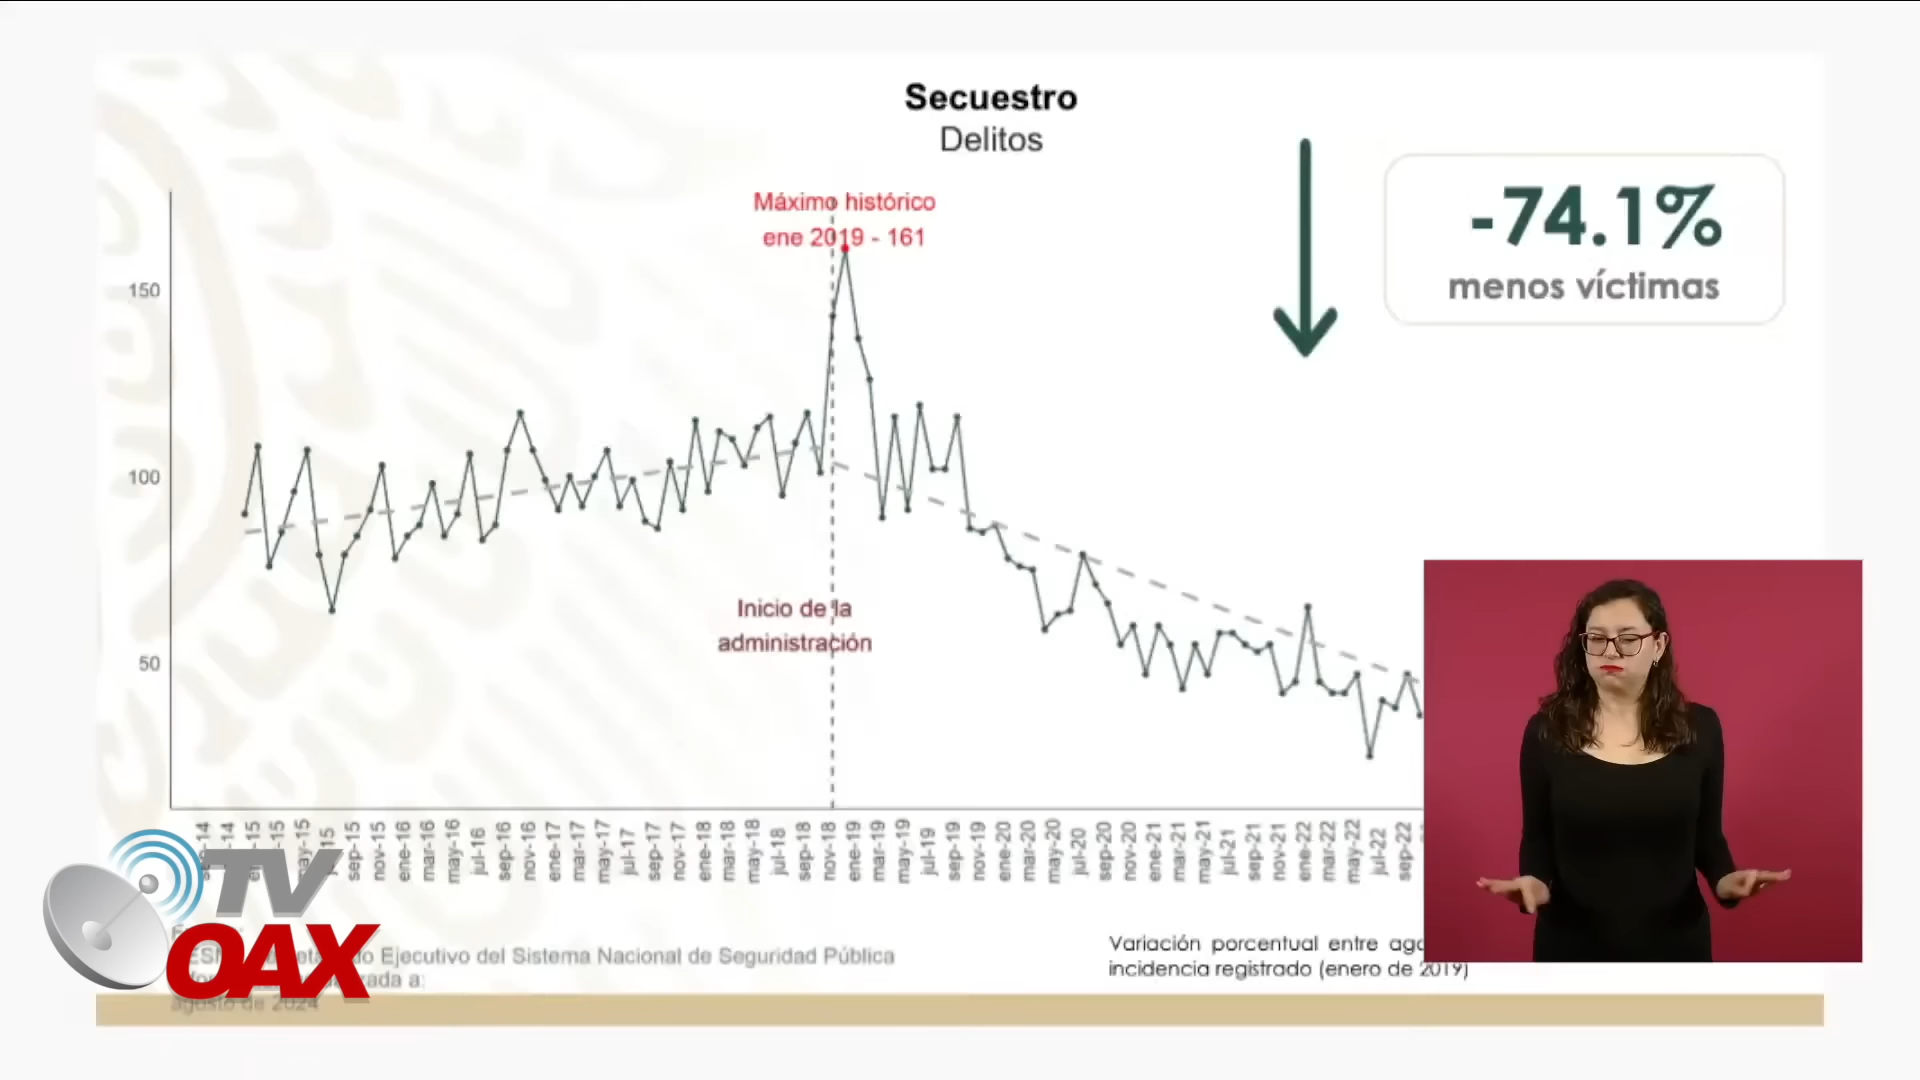 Secuestro
Delitos
-74.1%
menos víctimas
Máximo histórico
ene 2019 - 161
150
100
50
Inicio de la
administración
sep-15 nov-15 ene-16 mar-16 may-16 jul-16 sep-16 nov-16 ene-17 mar-17 may-17 jul-17 sep-17 nov-17 ene-18 mar-18 may-18 jul-18 nov-18 ene-19 mar-19 may-19 jul-19 sep-19 nov-19 ene-20 mar-20 may-20 jul-20 sep-20 nov-20 ene-21 mar-21 may-21 jul-21 sep-21 nov-21 ene-22 mar-22 may-22 jul-22 sep-22
TV
OAX
Ejecutivo del Sistema Nacional de Seguridad Pública
a:
agosto de 2024
Variación porcentual entre
incidencia registrado (enero de 2019)